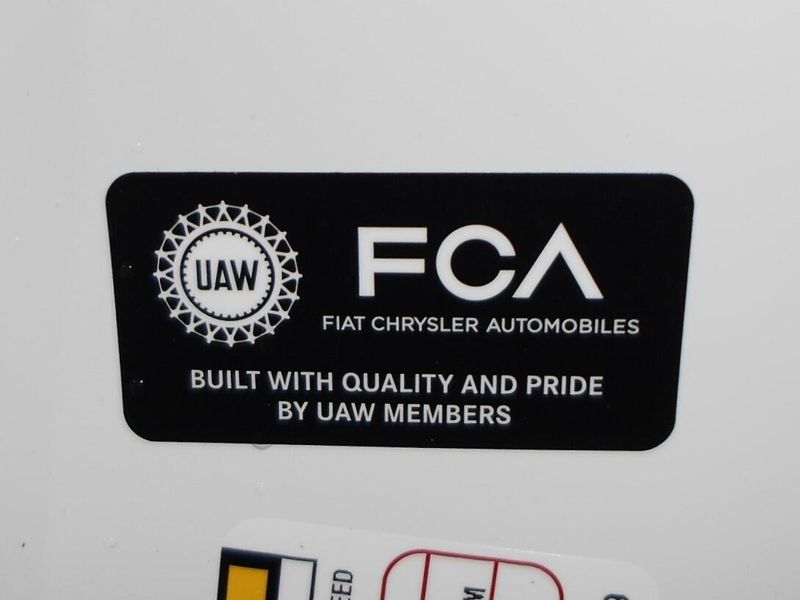 UAW
FCA
FIAT CHRYSLER AUTOMOBILES
BUILT WITH QUALITY AND PRIDE
BY UAW MEMBERS